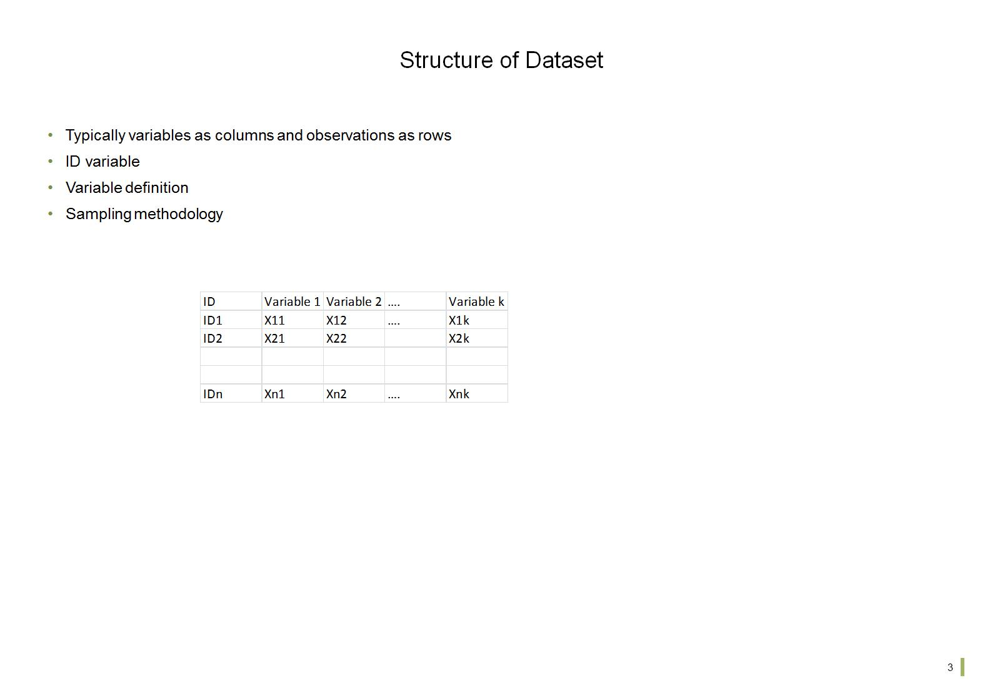 Structure of Dataset
• Typically variables as columns and observations as rows
• ID variable
• Variable definition
• Sampling methodology
ID Variable 1 Variable 2 .... Variable k
ID1 X11 X12 .... X1k
ID2 X21 X22 X2k
IDn Xn1 Xn2 .... Xnk
3